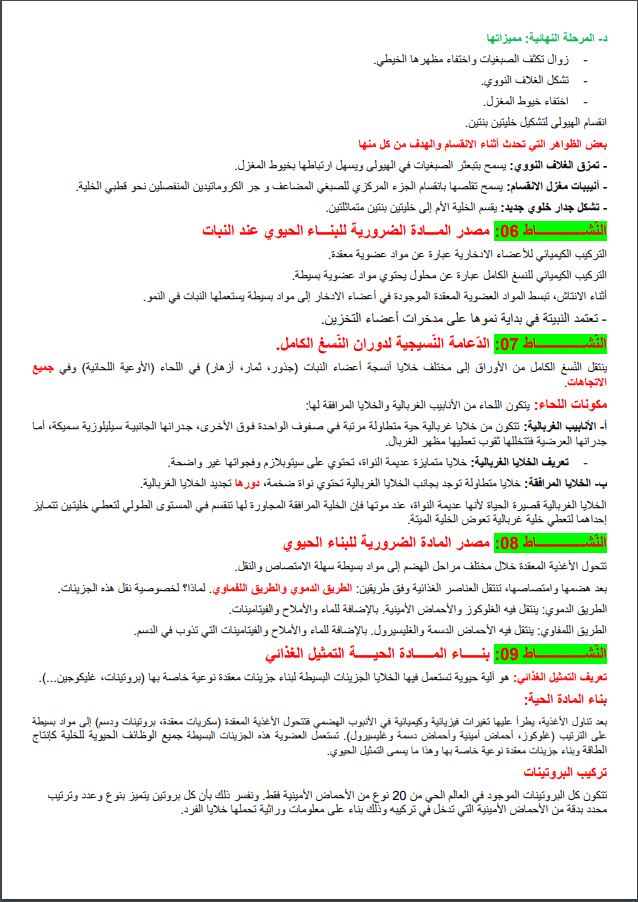 د- المرحلة النهائية: مميزاتها
- زوال تكثف الصبغيات واختفاء مظهرها الخيطي.
- تشكل الغلاف النووي.
- اختفاء خيوط المغزل.
انقسام الهيولى لتشكيل خليتين بنتين.
بعض الظواهر التي تحدث أثناء الانقسام والهدف من كل منها
- تمزق الغلاف النووي: يسمح بتبعثر الصبغيات في الهيولى ويسهل ارتباطها بخيوط المغزل.
- أنيببات مغزل الانقسام: يسمح تقلصها بانقسام الجزء المركزي للصبغي المضاعف و جر الكروماتيدين المنفصلين نحو قطبي الخلية.
- تشكل جدار خلوي جديد: يقسم الخلية الأم إلى خليتين بنتين متماثلتين.
النّشـــــــــــاط 06: مصدر المـــادة الضرورية للبنـــاء الحيوي عند النبات
التركيب الكيميائي للأعضاء الادخارية عبارة عن مواد عضوية معقدة.
التركيب الكيميائي للنسغ الكامل عبارة عن محلول يحتوي مواد عضوية بسيطة.
أثناء الانتاش، تبسط المواد العضوية المعقدة الموجودة في أعضاء الادخار إلى مواد بسيطة يستعملها النبات في النمو.
- تعتمد النبيتة في بداية نموها على مدخرات أعضاء التخزين.
النّشـــــــــــاط 07: الدّعامة النّسيجية لدوران النّسغ الكامل.
ينتقل النّسغ الكامل من الأوراق إلى مختلف خلايا أنسجة أعضاء النبات (جذور، ثمار، أزهار) في اللحاء (الأوعية اللحائية) وفي جميع
الاتجاهات.
مكونات اللحاء: يتكون اللحاء من الأنابيب الغربالية والخلايا المرافقة لها:
أ- الأنابيب الغربالية: تتكون من خلايا غربالية حية متطاولة مرتبة في صفوف الواحدة فوق الأخرى، جدرانها الجانبية سيليلوزية سميكة، أما
جدرانها العرضية فتتخللها ثقوب تعطيها مظهر الغربال.
- تعريف الخلايا الغربالية: خلايا متمايزة عديمة النواة، تحتوي على سيتوبلازم وفجواتها غير واضحة.
ب- الخلايا المرافقة: خلايا متطاولة توجد بجانب الخلايا الغربالية تحتوي نواة ضخمة، دورها تجديد الخلايا الغربالية.
الخلايا الغربالية قصيرة الحياة لأنها عديمة النواة، عند موتها فإن الخلية المرافقة المجاورة لها تنقسم في المستوى الطولي لتعطي خليتين تتمايز
إحداهما لتعطي خلية غربالية تعوض الخلية الميتة.
النّشـــــــــــاط 08: مصدر المادة الضرورية للبناء الحيوي
تتحول الأغذية المعقدة خلال مختلف مراحل الهضم إلى مواد بسيطة سهلة الامتصاص والنقل.
بعد هضمها وامتصاصها، تنتقل العناصر الغذائية وفق طريقين: الطريق الدموي والطريق اللمفاوي. لماذا؟ لخصوصية نقل هذه الجزيئات.
الطريق الدموي: ينتقل فيه الغلوكوز والأحماض الأمينية. بالإضافة للماء والأملاح والفيتامينات.
الطريق اللمفاوي: ينتقل فيه الأحماض الدسمة والغليسيرول. بالإضافة للماء والأملاح والفيتامينات التي تذوب في الدسم.
النّشـــــــــــاط 09: بنـــاء المــــادة الحيـــة التمثيل الغذائي
تعريف التمثيل الغذائي: هو آلية حيوية تستعمل فيها الخلايا الجزيئات البسيطة لبناء جزيئات معقدة نوعية خاصة بها (بروتينات، غليكوجين...).
بناء المادة الحية:
بعد تناول الأغذية، يطرأ عليها تغيرات فيزيائية وكيميائية في الأنبوب الهضمي فتتحول الأغذية المعقدة (سكريات معقدة، بروتينات ودسم) إلى مواد بسيطة
على الترتيب (غلوكوز، أحماض أمينية وأحماض دسمة وغليسيرول). تستعمل العضوية هذه الجزيئات البسيطة جميع الوظائف الحيوية للخلية كإنتاج
الطاقة وبناء جزيئات معقدة نوعية خاصة بها وهذا ما يسمى التمثيل الحيوي.
تركيب البروتينات
تتكون كل البروتينات الموجود في العالم الحي من 20 نوع من الأحماض الأمينية فقط. ونفسر ذلك بأن كل بروتين يتميز بنوع وعدد وترتيب
محدد بدقة من الأحماض الأمينية التي تدخل في تركيبه وذلك بناء على معلومات وراثية تحملها خلايا الفرد.